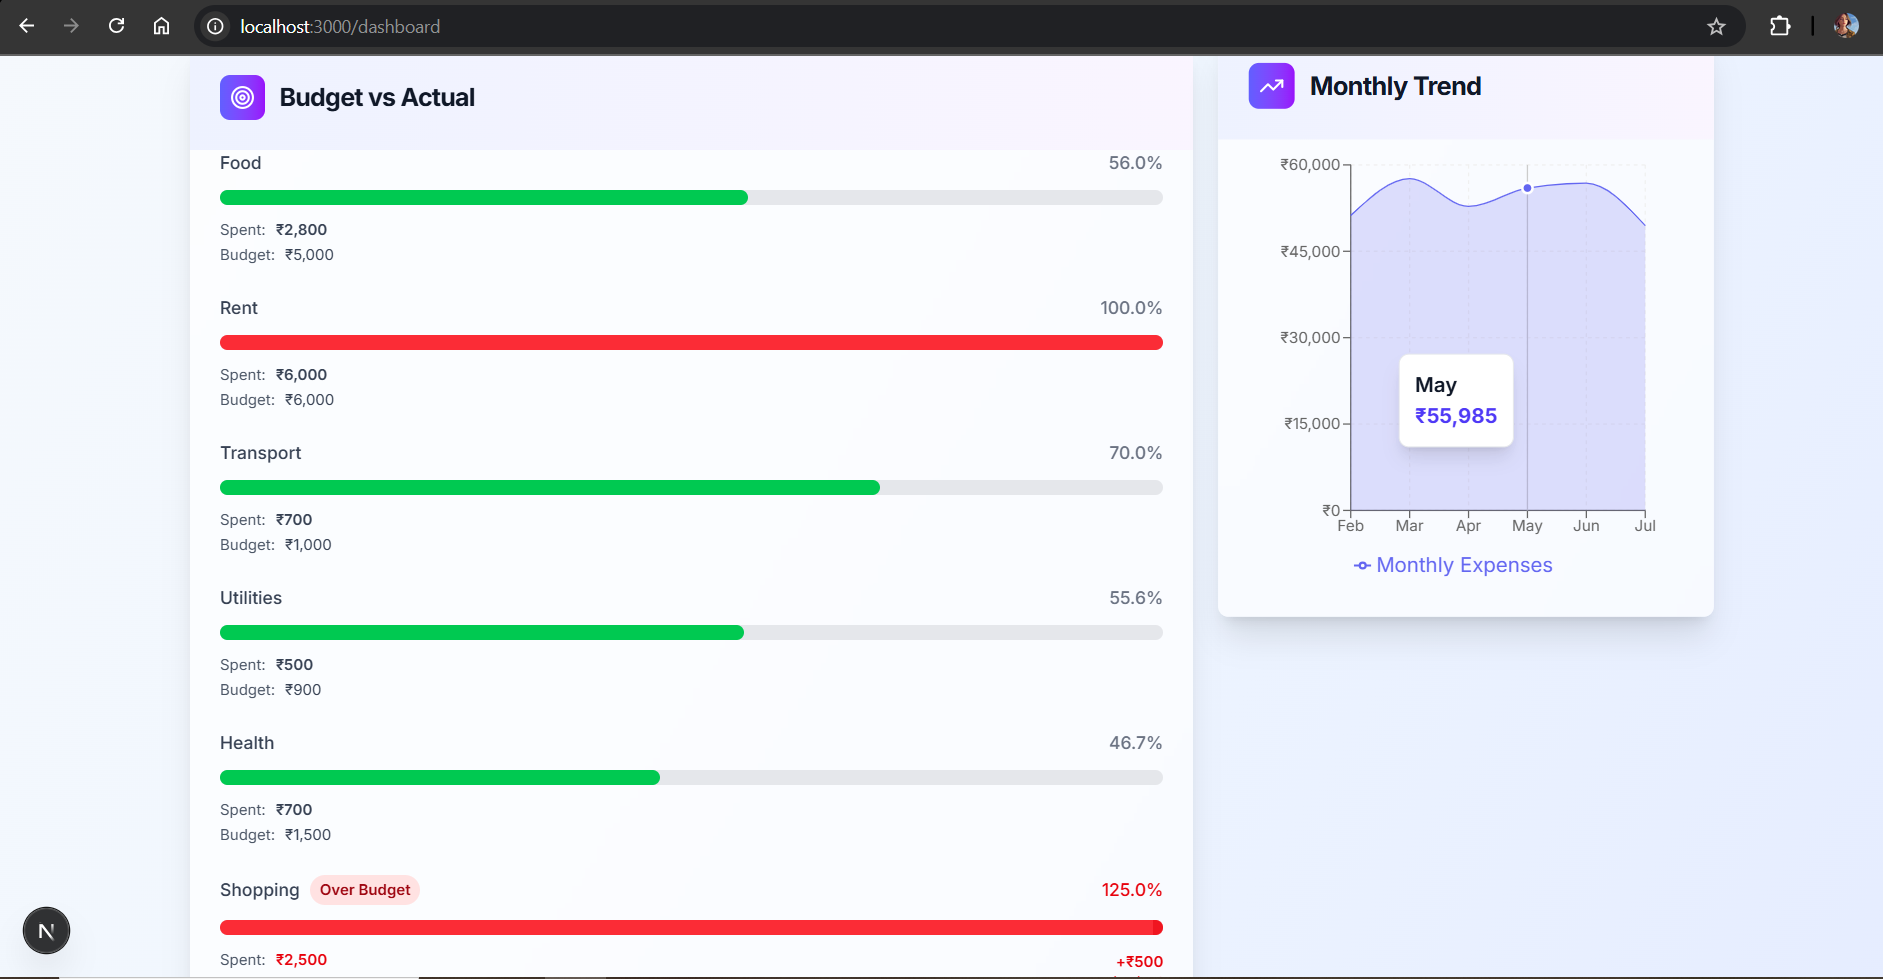 localhost:3000/dashboard
Budget vs Actual
Food
56.0%
Spent: ₹2,800
Budget: ₹5,000
Rent
100.0%
Spent: ₹6,000
Budget: ₹6,000
Transport
70.0%
Spent: ₹700
Budget: ₹1,000
Utilities
55.6%
Spent: ₹500
Budget: ₹900
Health
46.7%
Spent: ₹700
Budget: ₹1,500
Shopping Over Budget
125.0%
Spent: ₹2,500
+₹500
N
Monthly Trend
₹60,000
₹45,000
₹30,000
₹15,000
₹0
May
₹55,985
Feb Mar Apr May Jun Jul
Monthly Expenses